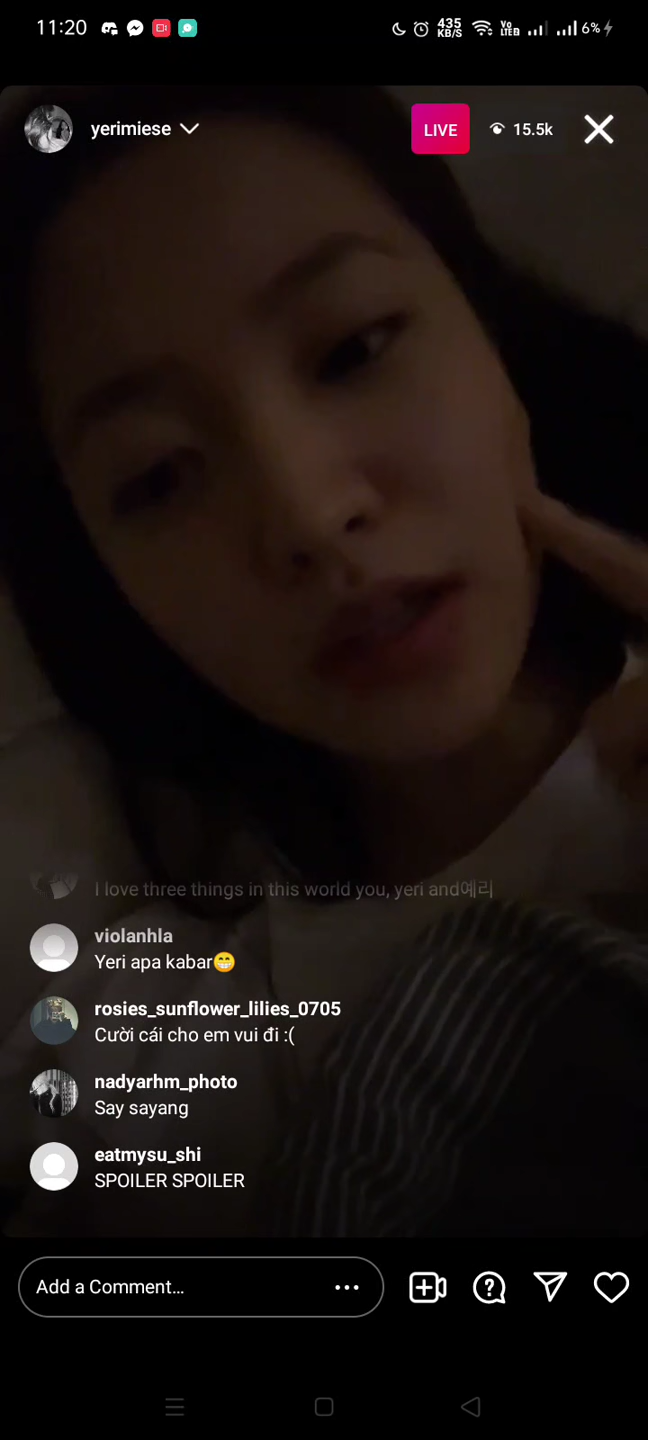 11:20
435
KB/S
Vo
LTE2
6%
yerimiese
LIVE
15.5k
I love three things in this world you, yeri and예리
violanhla
Yeri apa kabar😁
rosies_sunflower_lilies_0705
Cười cái cho em vui đi :(
nadyarhm_photo
Say sayang
eatmysu_shi
SPOILER SPOILER
Add a Comment...